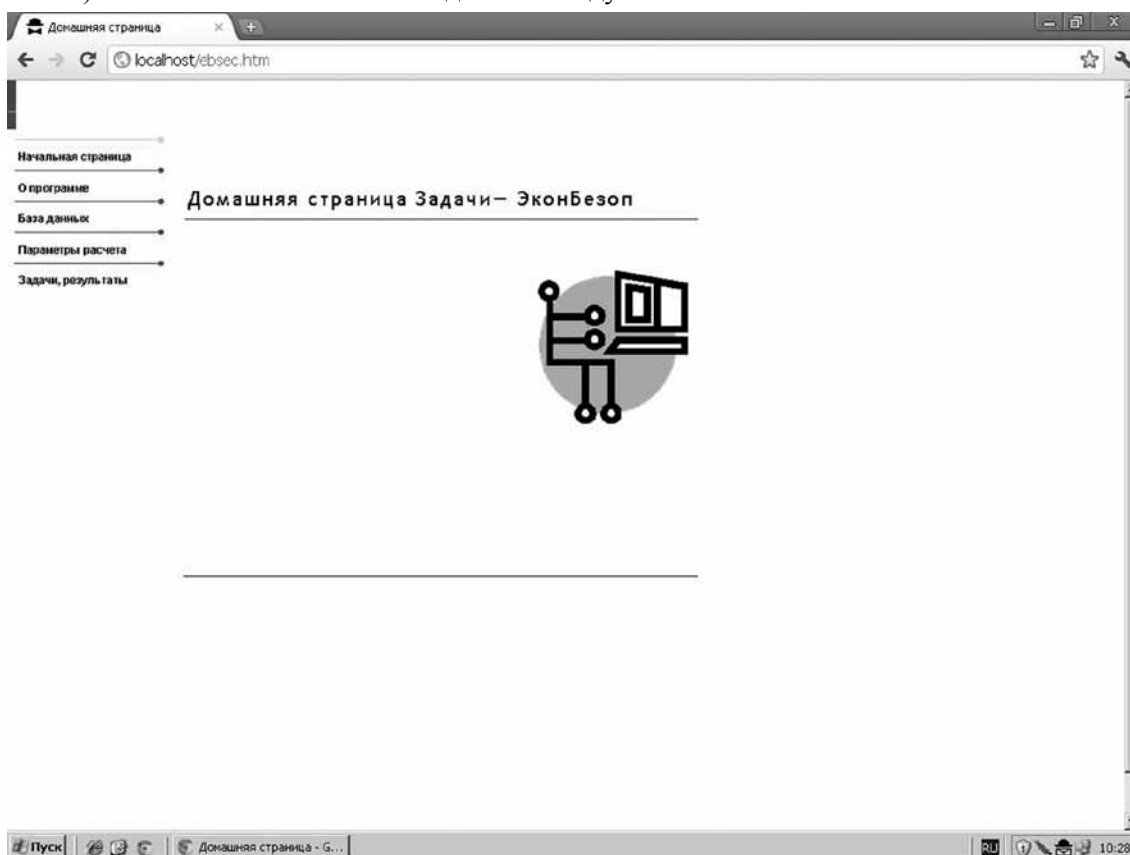 Домашняя страница
localhost/ebsec.htm
Начальная страница
О программе
База данных
Параметры расчета
Задачи, результаты
Домашняя страница Задачи— ЭконБезоп
Пуск
Домашняя страница - G...
RU
10:28